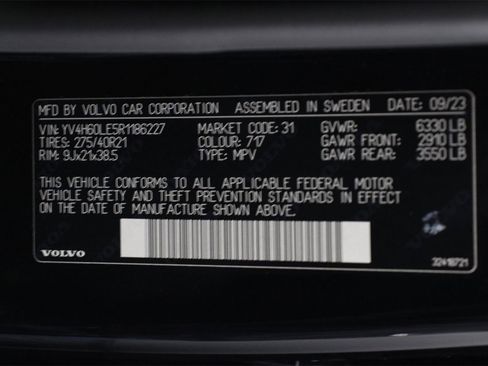 MFD BY VOLVO CAR CORPORATION ASSEMBLED IN SWEDEN DATE: 09/23
VIN: YV4H60LE5R1186227 MARKET CODE: 31 GVWR: 6330 LB
TIRES: 275/40R21 COLOUR: 717 GAWR FRONT: 2910 LB
RIM: 9Jx21x38.5 TYPE: MPV GAWR REAR: 3550 LB
THIS VEHICLE CONFORMS TO ALL APPLICABLE FEDERAL MOTOR
VEHICLE SAFETY AND THEFT PREVENTION STANDARDS IN EFFECT
ON THE DATE OF MANUFACTURE SHOWN ABOVE.
VOLVO 32418721